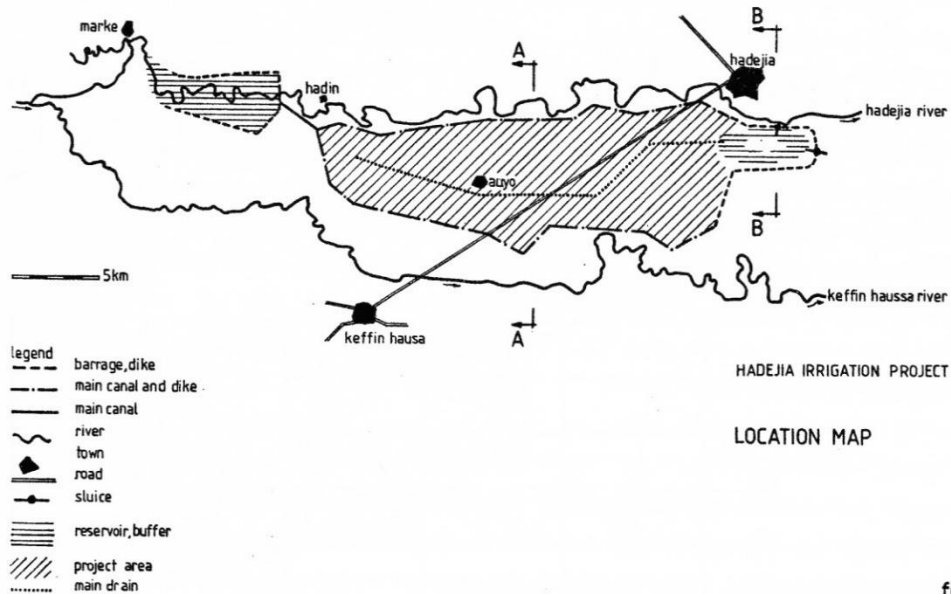 marke
B
A
hadejia
hadin
hadejia river
auyo
B
5km
keffin haussa river
keffin hausa
A
legend
barrage,dike
main canal and dike
main canal
river
town
road
sluice
reservoir,buffer
project area
main drain
HADEJIA IRRIGATION PROJECT
LOCATION MAP
f